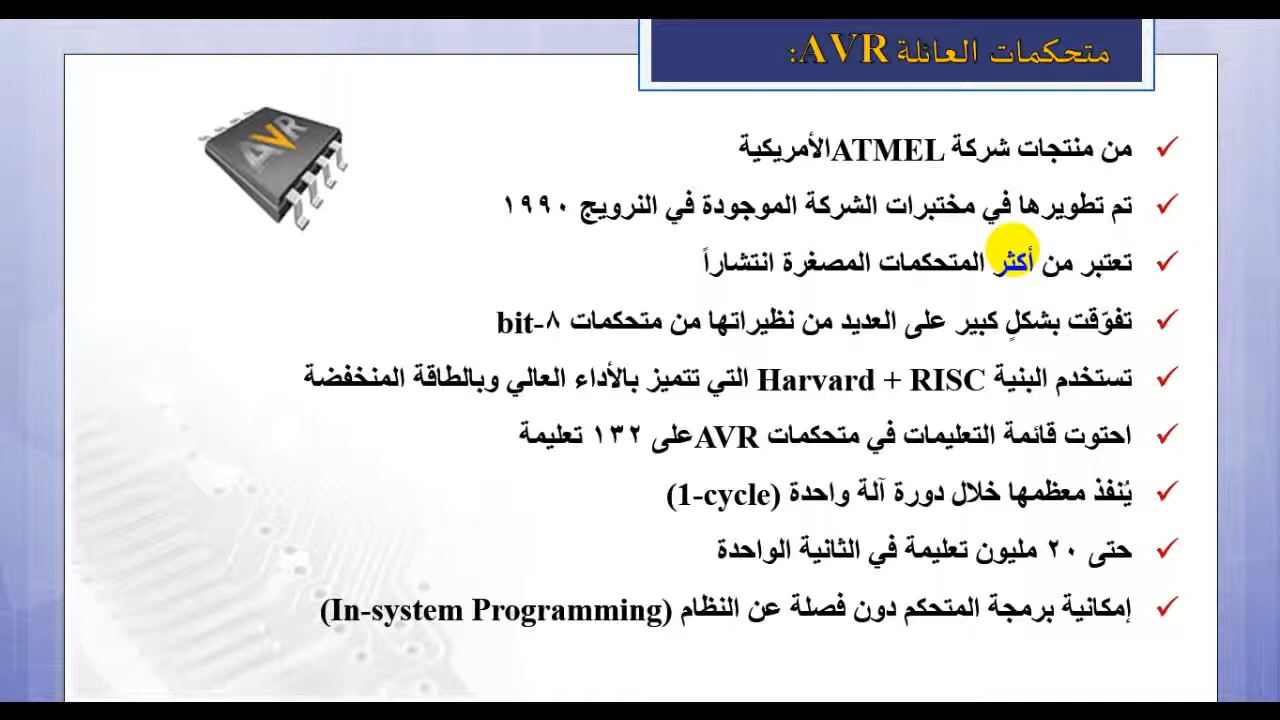 متحكمات العائلة AVR:
AVR
من منتجات شركة ATMELالأمريكية
تم تطويرها في مختبرات الشركة الموجودة في النرويج ١٩٩٠
تعتبر من أكثر المتحكمات المصغرة انتشاراً
تفوّقت بشكلٍ كبير على العديد من نظيراتها من متحكمات ٨-bit
تستخدم البنية Harvard + RISC التي تتميز بالأداء العالي وبالطاقة المنخفضة
احتوت قائمة التعليمات في متحكمات AVRعلى ١٣٢ تعليمة
يُنفذ معظمها خلال دورة آلة واحدة (1-cycle)
حتى ٢٠ مليون تعليمة في الثانية الواحدة
إمكانية برمجة المتحكم دون فصلة عن النظام (In-system Programming)